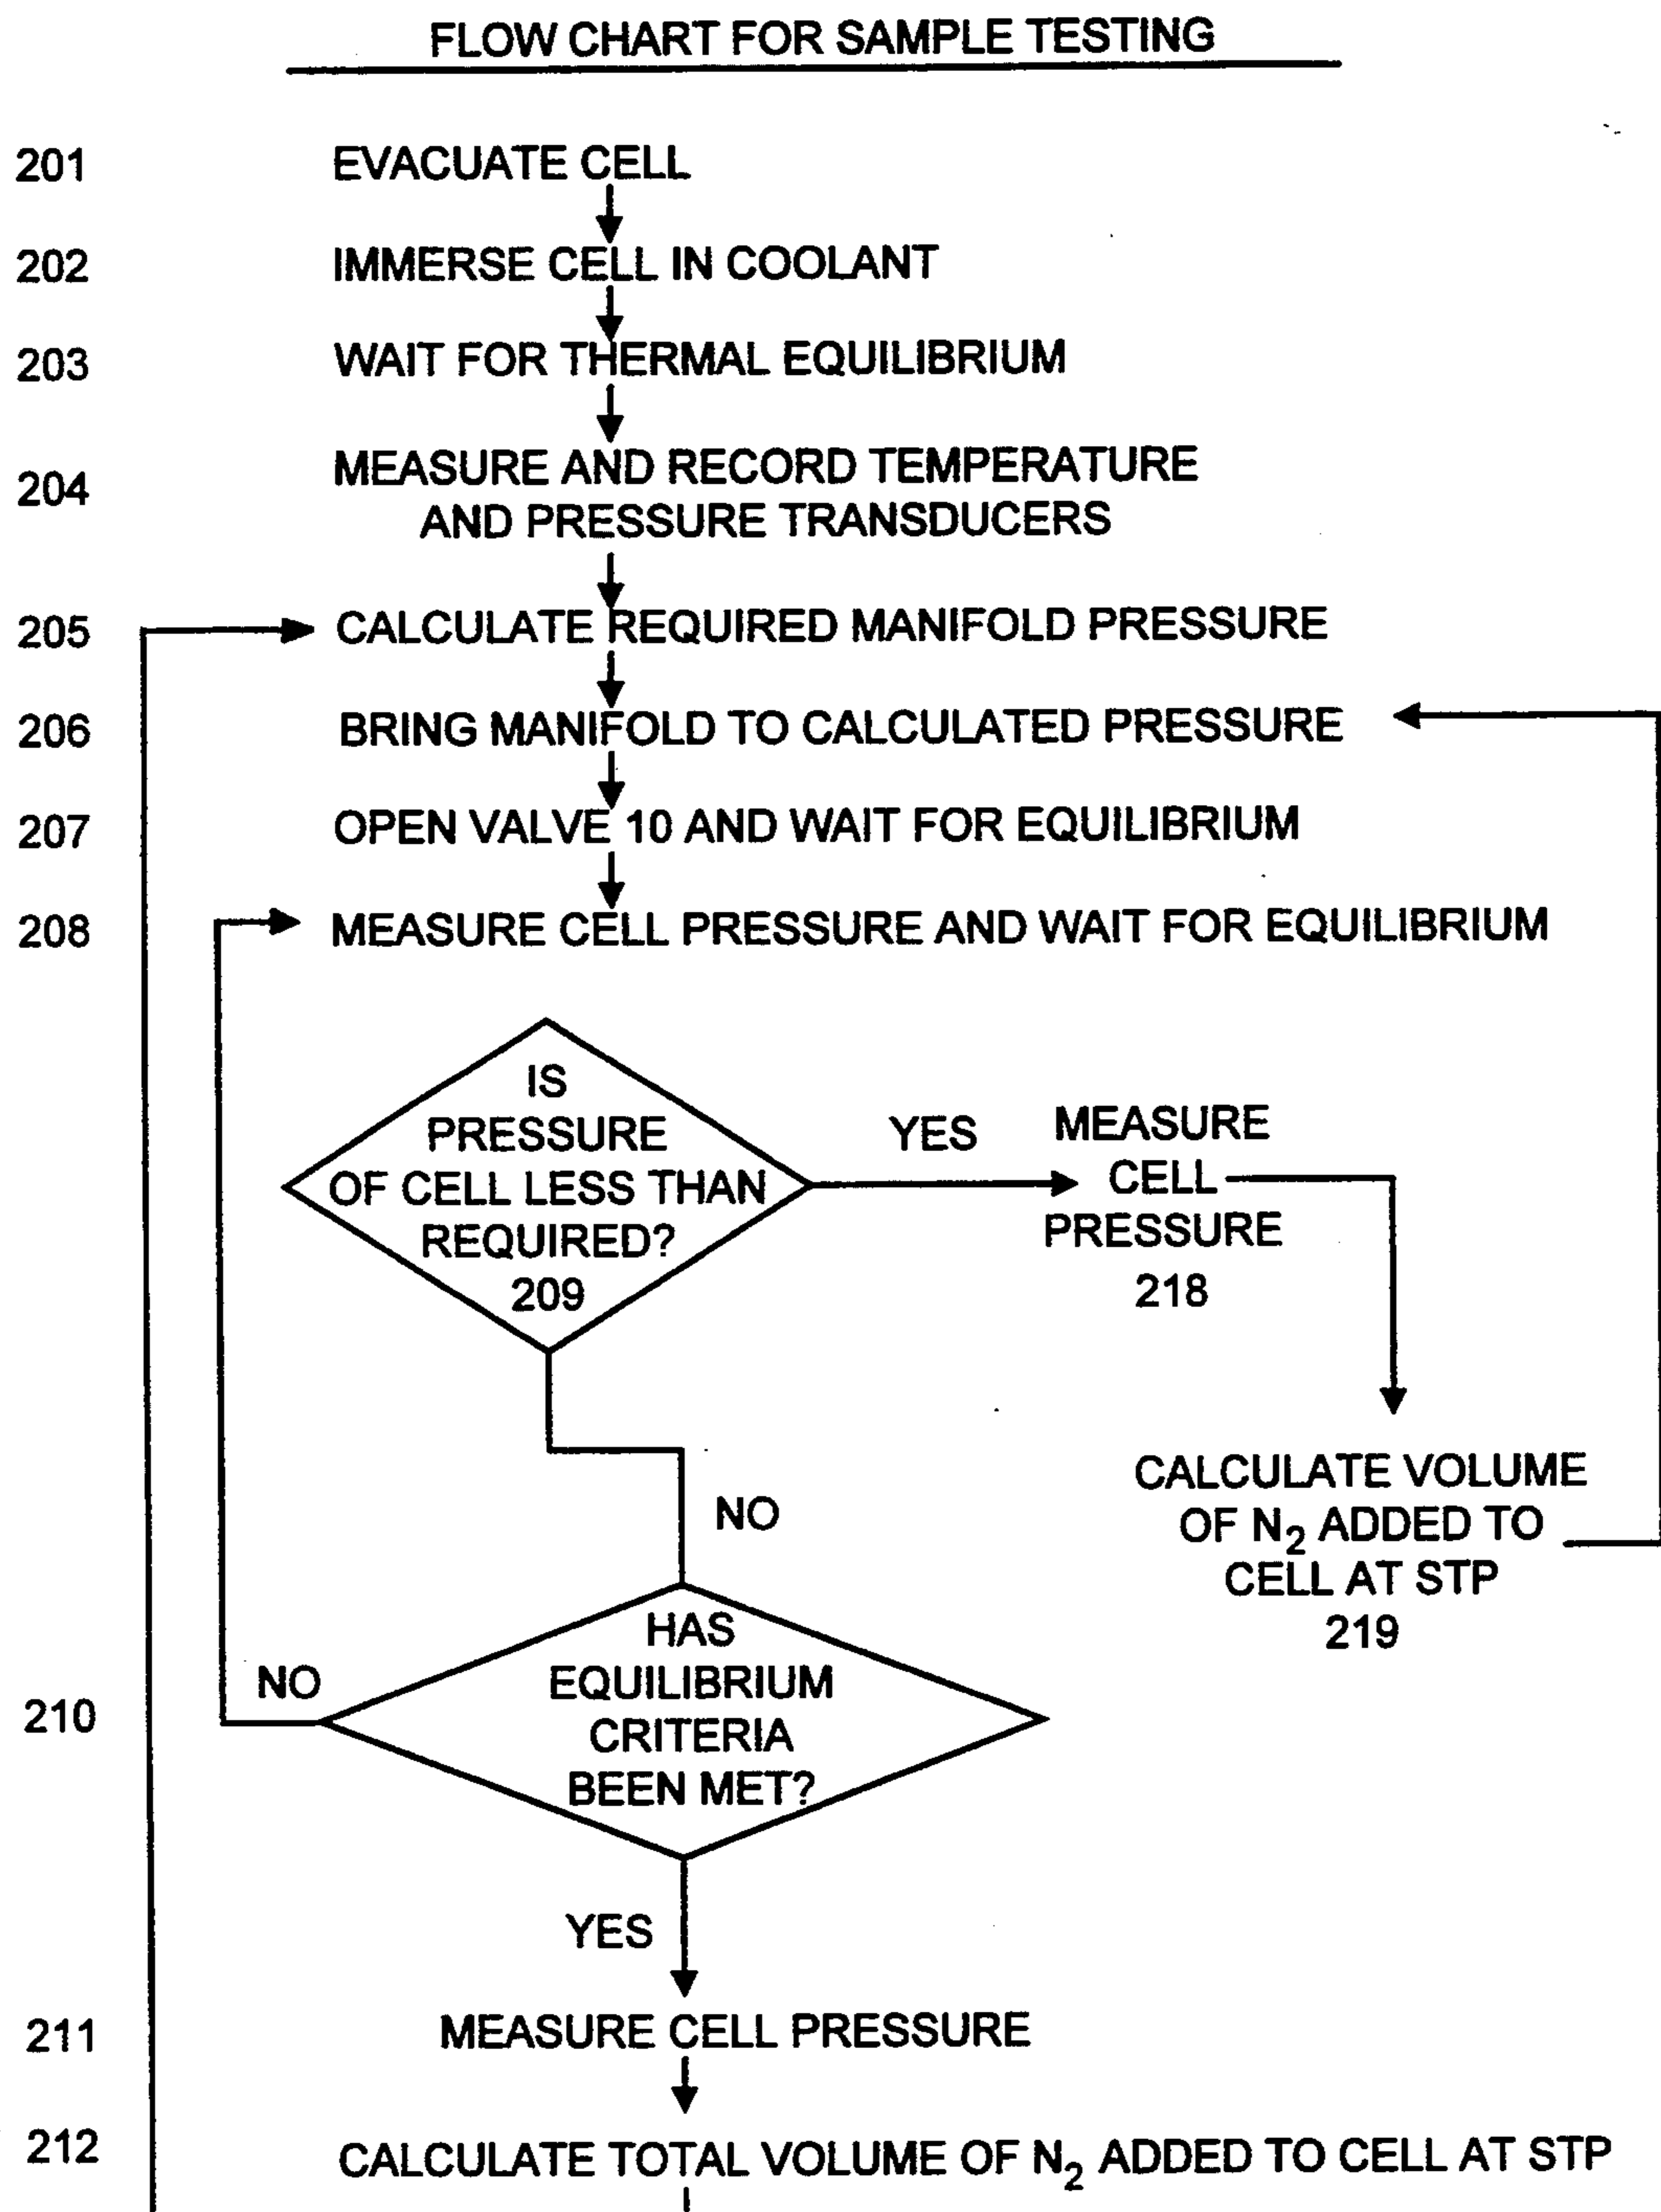 FLOW CHART FOR SAMPLE TESTING
201 EVACUATE CELL
202 IMMERSE CELL IN COOLANT
203 WAIT FOR THERMAL EQUILIBRIUM
204 MEASURE AND RECORD TEMPERATURE
AND PRESSURE TRANSDUCERS
205 CALCULATE REQUIRED MANIFOLD PRESSURE
206 BRING MANIFOLD TO CALCULATED PRESSURE
207 OPEN VALVE 10 AND WAIT FOR EQUILIBRIUM
208 MEASURE CELL PRESSURE AND WAIT FOR EQUILIBRIUM
IS
PRESSURE
OF CELL LESS THAN
REQUIRED?
209
YES
MEASURE
CELL
PRESSURE
218
CALCULATE VOLUME
OF N₂ ADDED TO
CELL AT STP
219
NO
210
HAS
EQUILIBRIUM
CRITERIA
BEEN MET?
NO
YES
211 MEASURE CELL PRESSURE
212 CALCULATE TOTAL VOLUME OF N₂ ADDED TO CELL AT STP